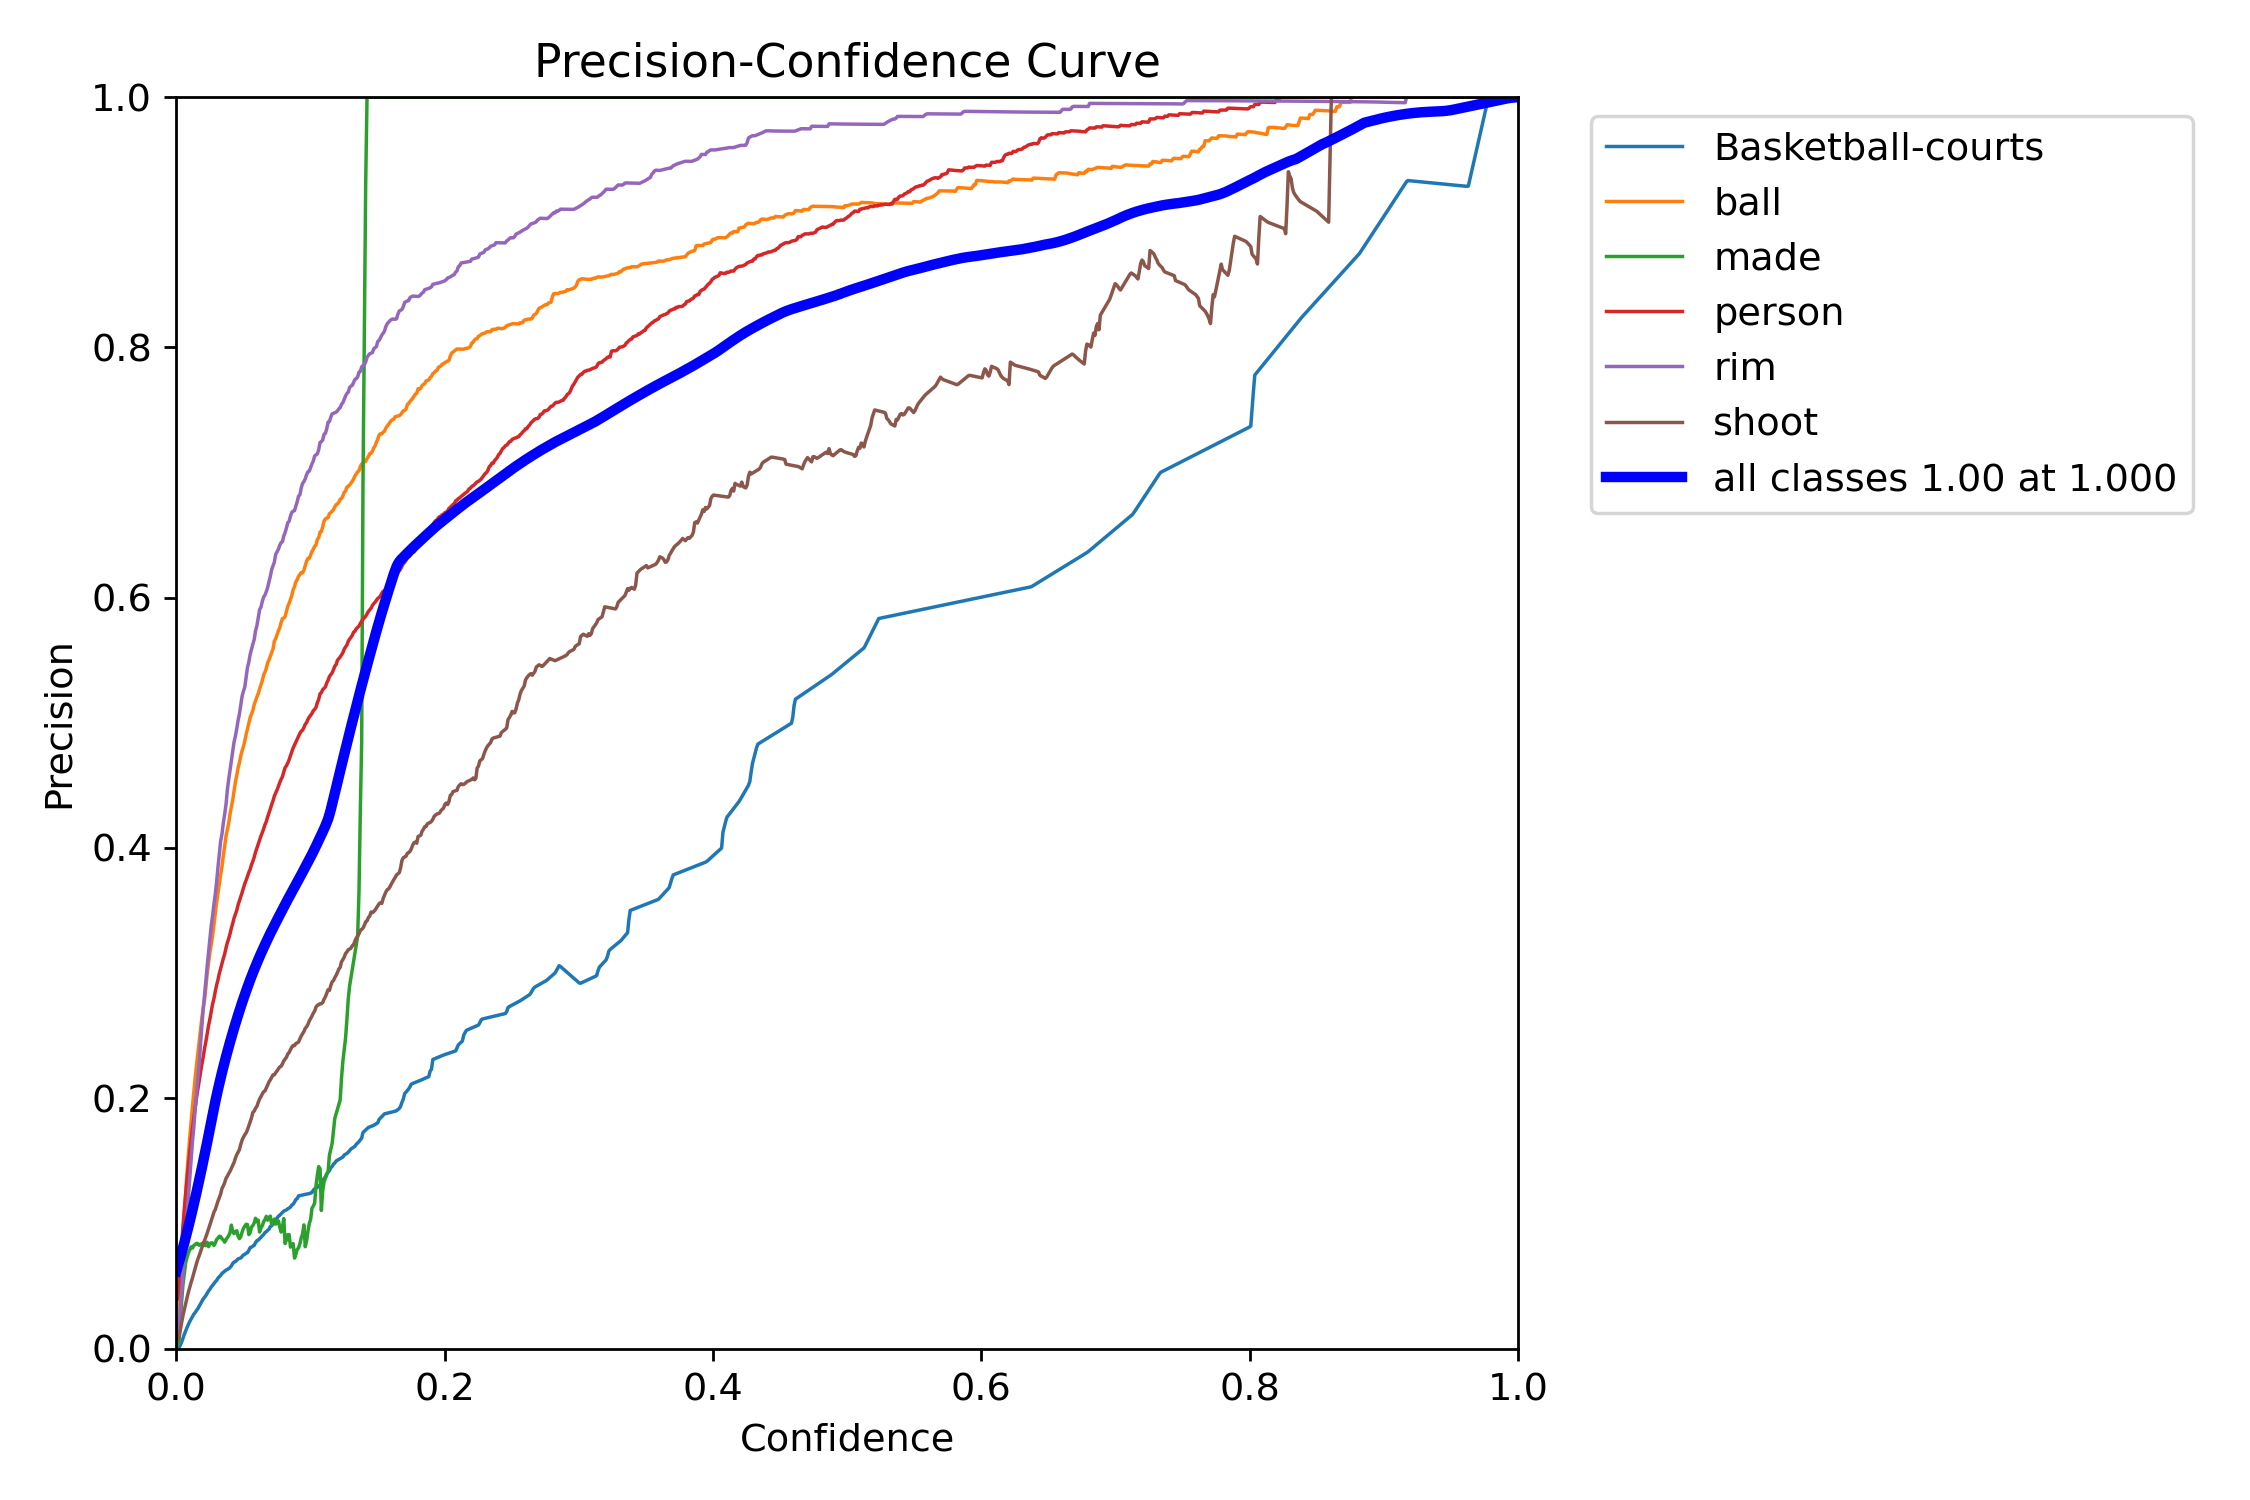 Precision-Confidence Curve
1.0
0.8
0.6
0.4
0.2
0.0
Precision
0.0 0.2 0.4 0.6 0.8 1.0
Confidence
Basketball-courts
ball
made
person
rim
shoot
all classes 1.00 at 1.000